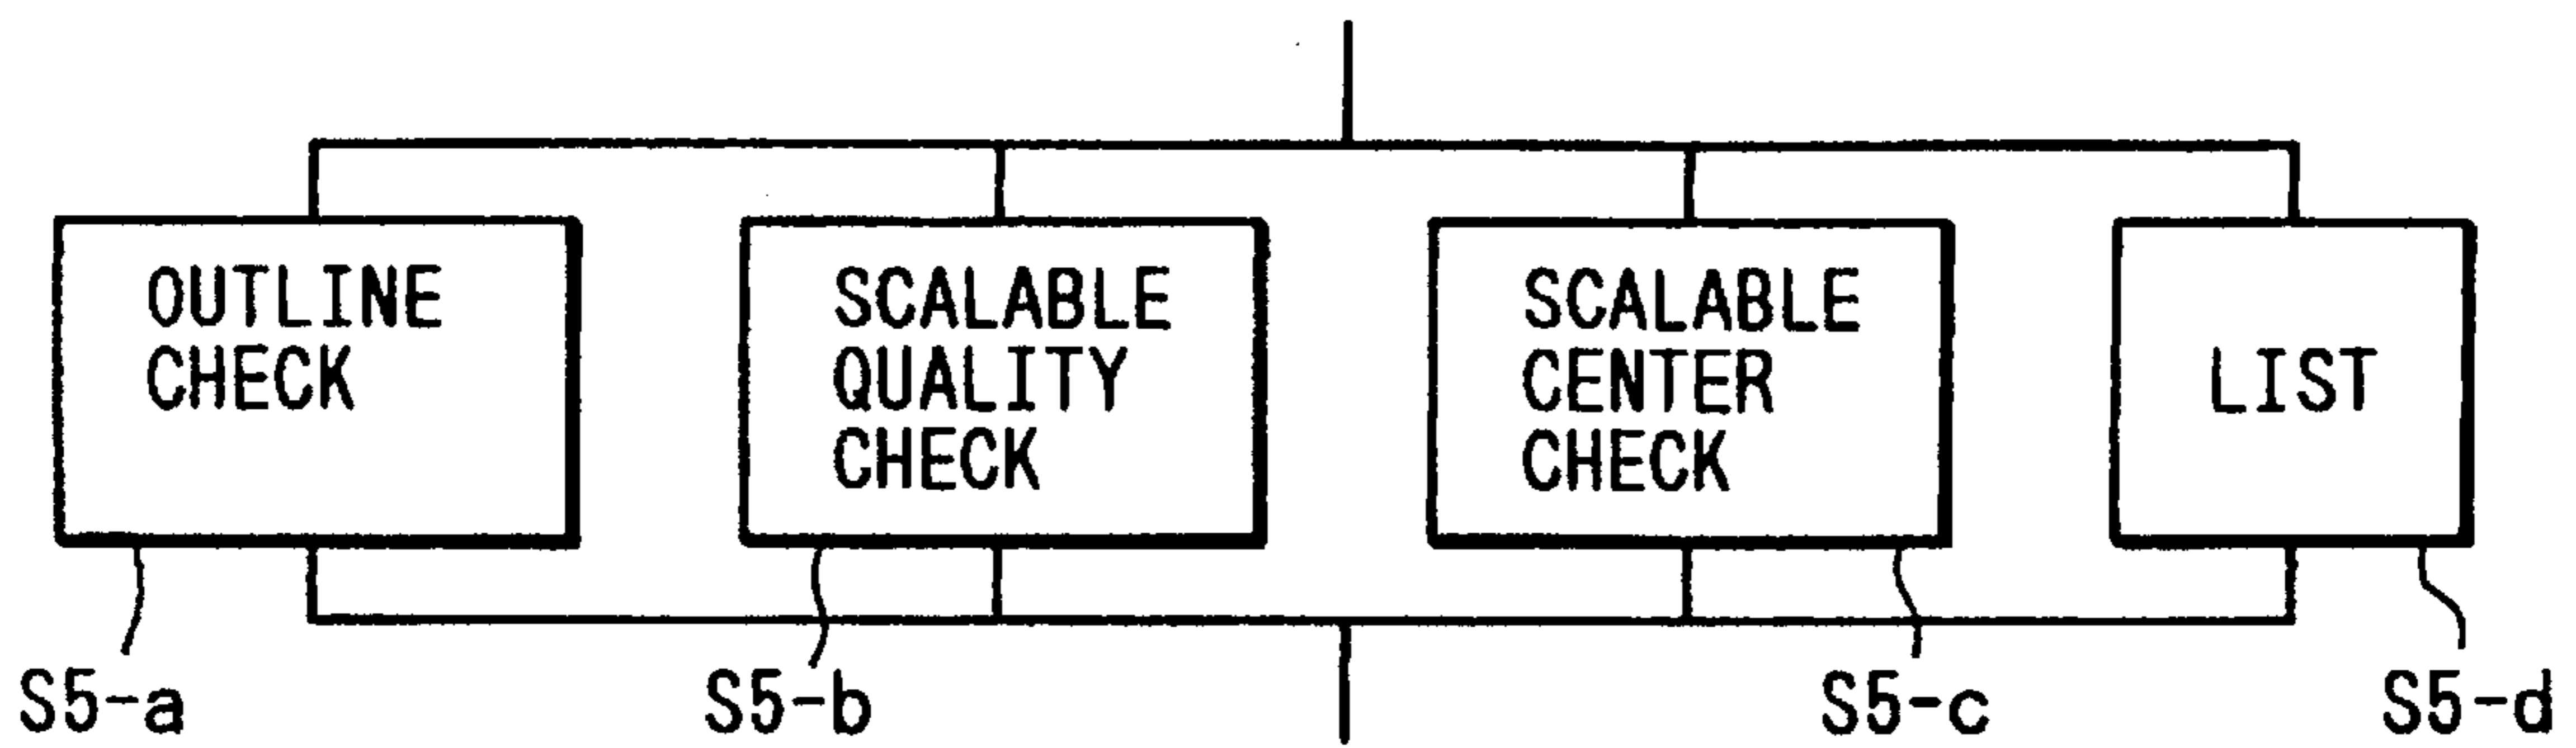 OUTLINE
CHECK
SCALABLE
QUALITY
CHECK
SCALABLE
CENTER
CHECK
LIST
S5-a
S5-b
S5-c
S5-d